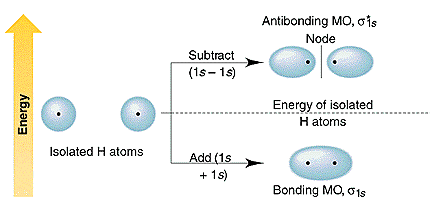 Antibonding MO, σ*1s
Node
Subtract
(1s – 1s)
Energy
Energy of isolated
H atoms
Isolated H atoms
Add (1s
+ 1s)
Bonding MO, σ1s